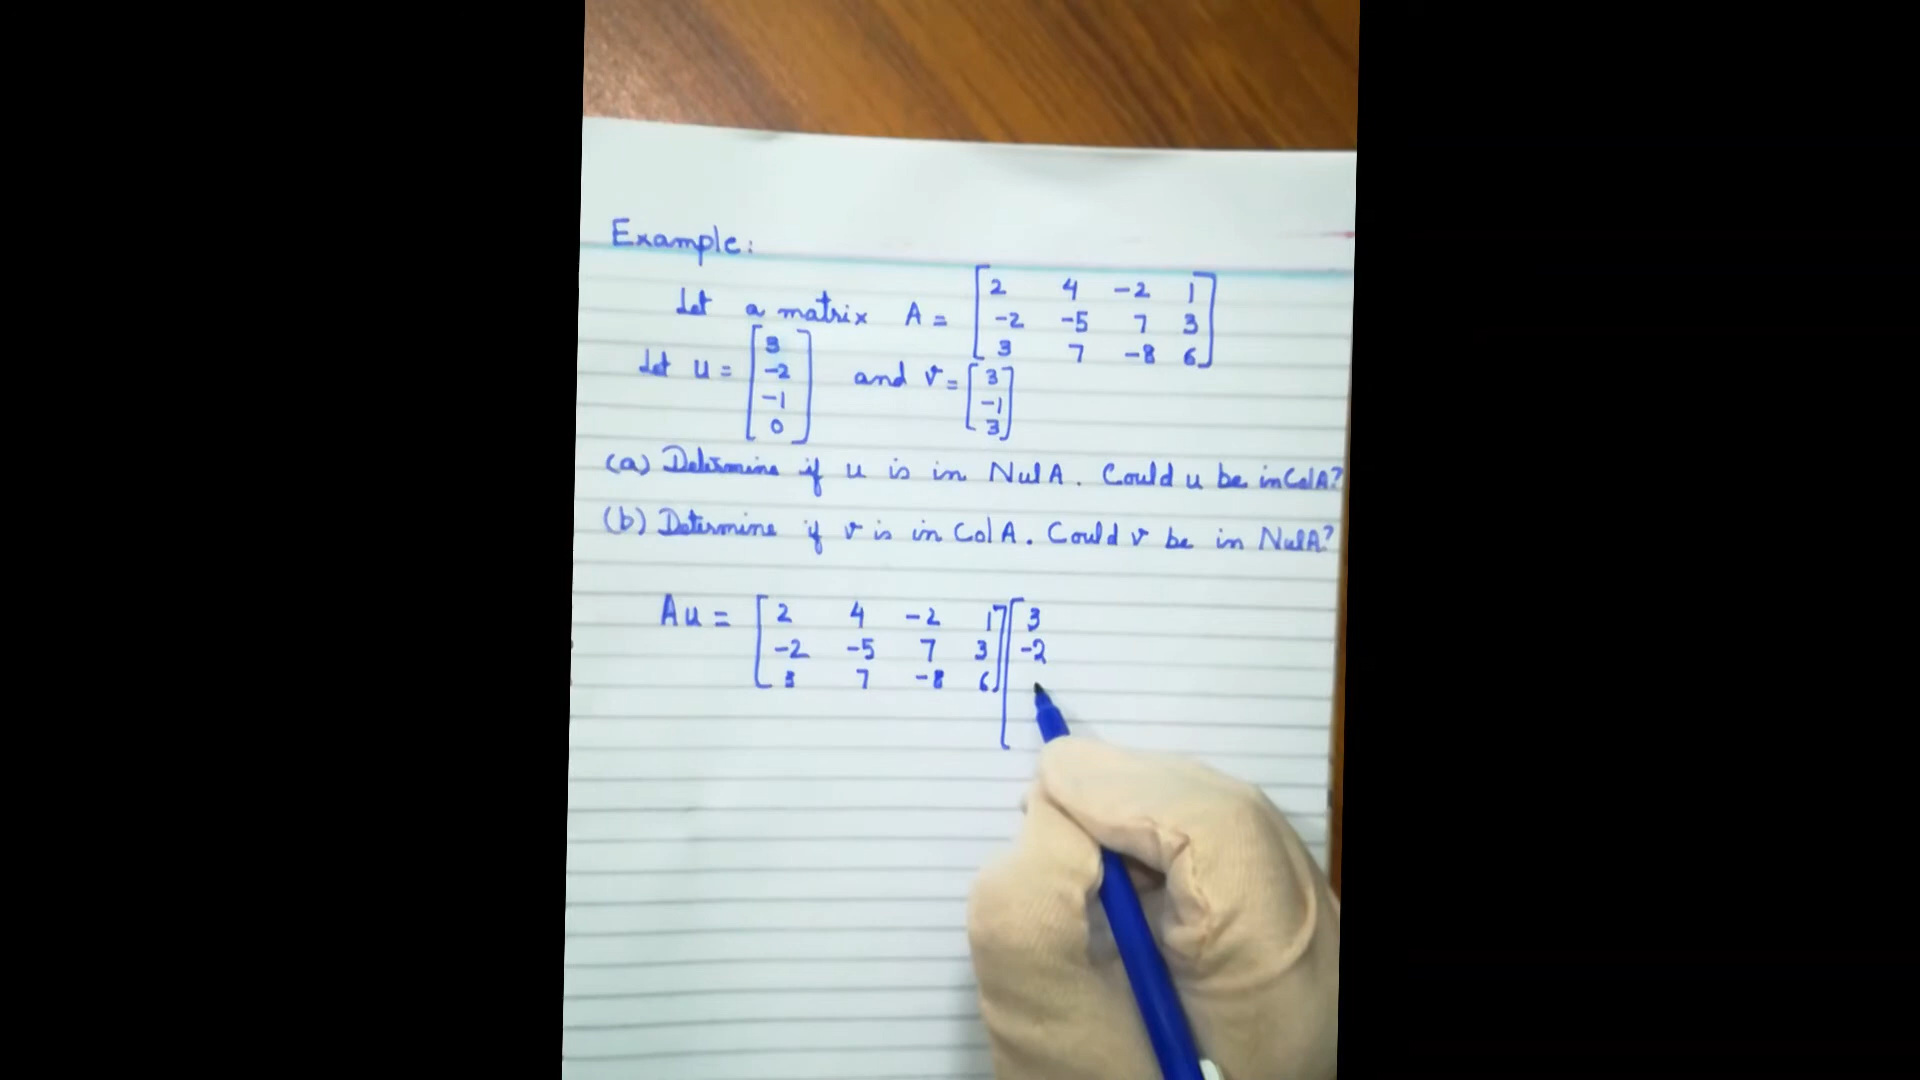 Example:
Let a matrix A = [2 4 -2 1
-2 -5 7 3
3 7 -8 6]
Let u = [3 -2 -1 0] and v = [3 -1 3]
(a) Determine if u is in Nul A. Could u be in Col A?
(b) Determine if v is in Col A. Could v be in Nul A?
Au = [2 4 -2 1] [3
-2 -5 7 3 -2
3 7 -8 6]